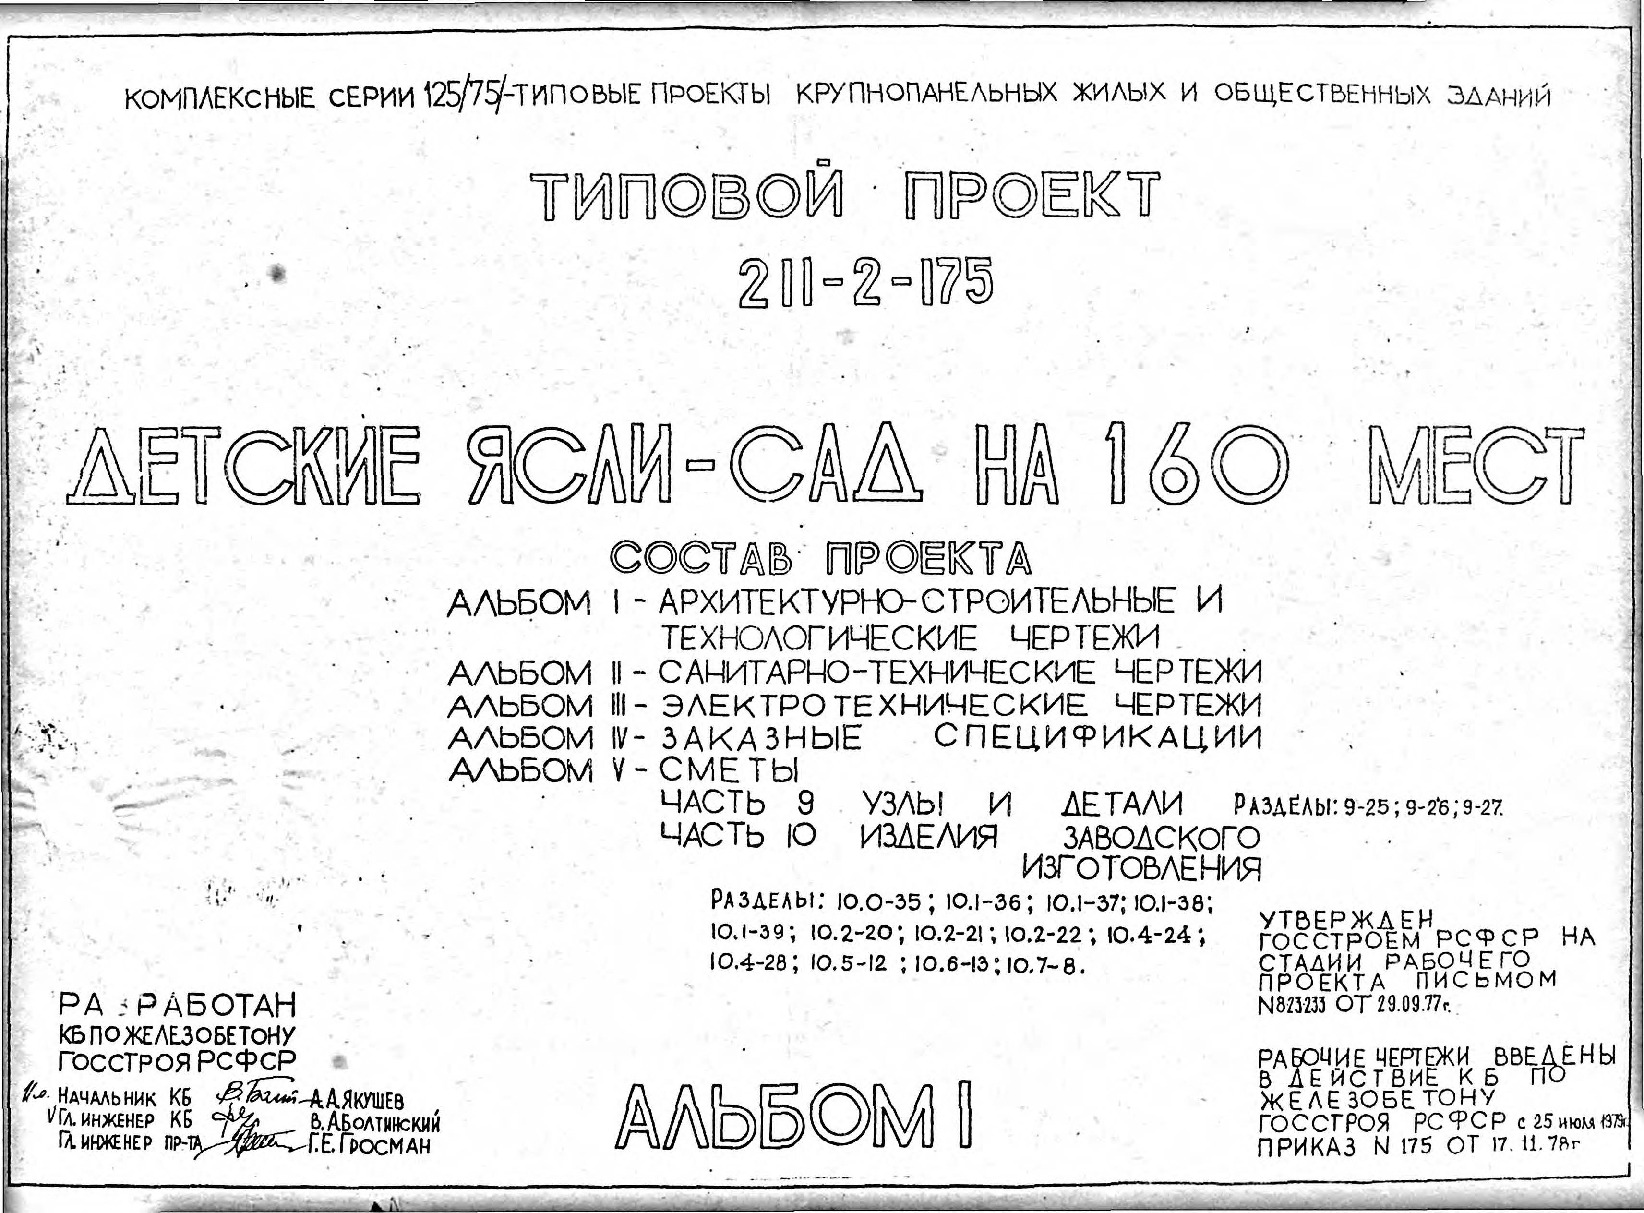 КОМПЛЕКСНЫЕ СЕРИИ 125/75/-ТИПОВЫЕ ПРОЕКТЫ КРУПНОПАНЕЛЬНЫХ ЖИЛЫХ И ОБЩЕСТВЕННЫХ ЗДАНИЙ
ТИПОВОЙ ПРОЕКТ
211-2-175
ДЕТСКИЕ ЯСЛИ-САД НА 160 МЕСТ
СОСТАВ ПРОЕКТА
АЛЬБОМ I - АРХИТЕКТУРНО-СТРОИТЕЛЬНЫЕ И
ТЕХНОЛОГИЧЕСКИЕ ЧЕРТЕЖИ
АЛЬБОМ II - САНИТАРНО-ТЕХНИЧЕСКИЕ ЧЕРТЕЖИ
АЛЬБОМ III - ЭЛЕКТРОТЕХНИЧЕСКИЕ ЧЕРТЕЖИ
АЛЬБОМ IV - ЗАКАЗНЫЕ СПЕЦИФИКАЦИИ
АЛЬБОМ V - СМЕТЫ
ЧАСТЬ 9 УЗЛЫ И ДЕТАЛИ РАЗДЕЛЫ: 9-25; 9-26; 9-27.
ЧАСТЬ 10 ИЗДЕЛИЯ ЗАВОДСКОГО
ИЗГОТОВЛЕНИЯ
РАЗДЕЛЫ: 10.0-35; 10.1-36; 10.1-37; 10.1-38;
10.1-39; 10.2-20; 10.2-21; 10.2-22; 10.4-24;
10.4-28; 10.5-12; 10.6-13; 10.7-8.
УТВЕРЖДЕН
ГОССТРОЕМ РСФСР НА
СТАДИИ РАБОЧЕГО
ПРОЕКТА ПИСЬМОМ
N823-233 ОТ 29.09.77г.
РАБОЧИЕ ЧЕРТЕЖИ ВВЕДЕНЫ
В ДЕЙСТВИЕ КБ ПО
ЖЕЛЕЗОБЕТОНУ
ГОССТРОЯ РСФСР с 25 июля 1979г.
ПРИКАЗ N 175 ОТ 17.11.78г
РАЗРАБОТАН
КБ ПО ЖЕЛЕЗОБЕТОНУ
ГОССТРОЯ РСФСР
НАЧАЛЬНИК КБ А.А.ЯКУШЕВ
ГЛ. ИНЖЕНЕР КБ В.А.БОЛТИНСКИЙ
ГЛ. ИНЖЕНЕР ПР-ТА Г.Е.ГРОСМАН
АЛЬБОМ I